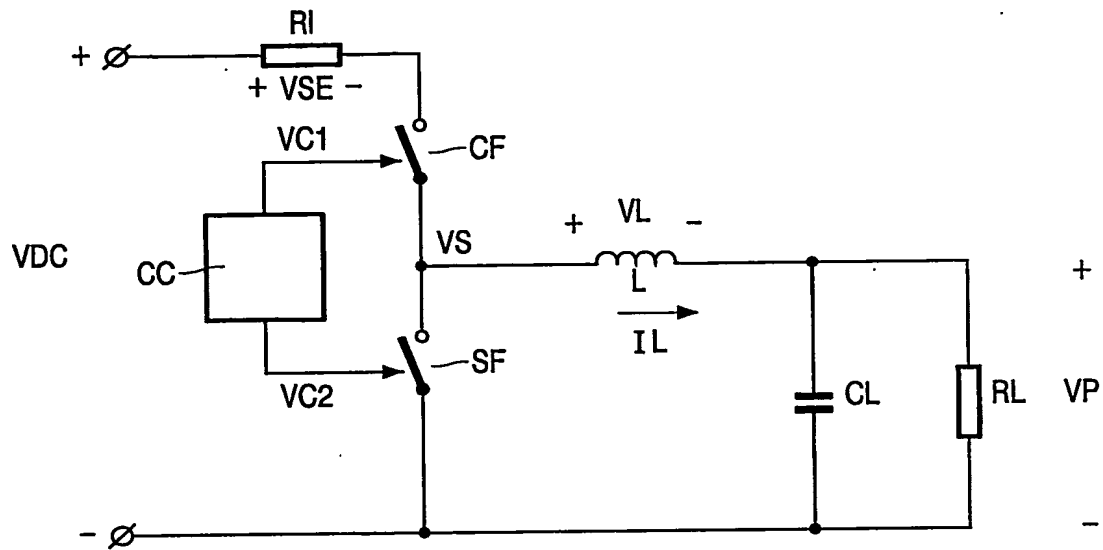 RI
+
+ VSE -
VC1
CF
VDC
CC
VS
+ VL -
L
IL
+
SF
VC2
CL
RL
VP
-
-